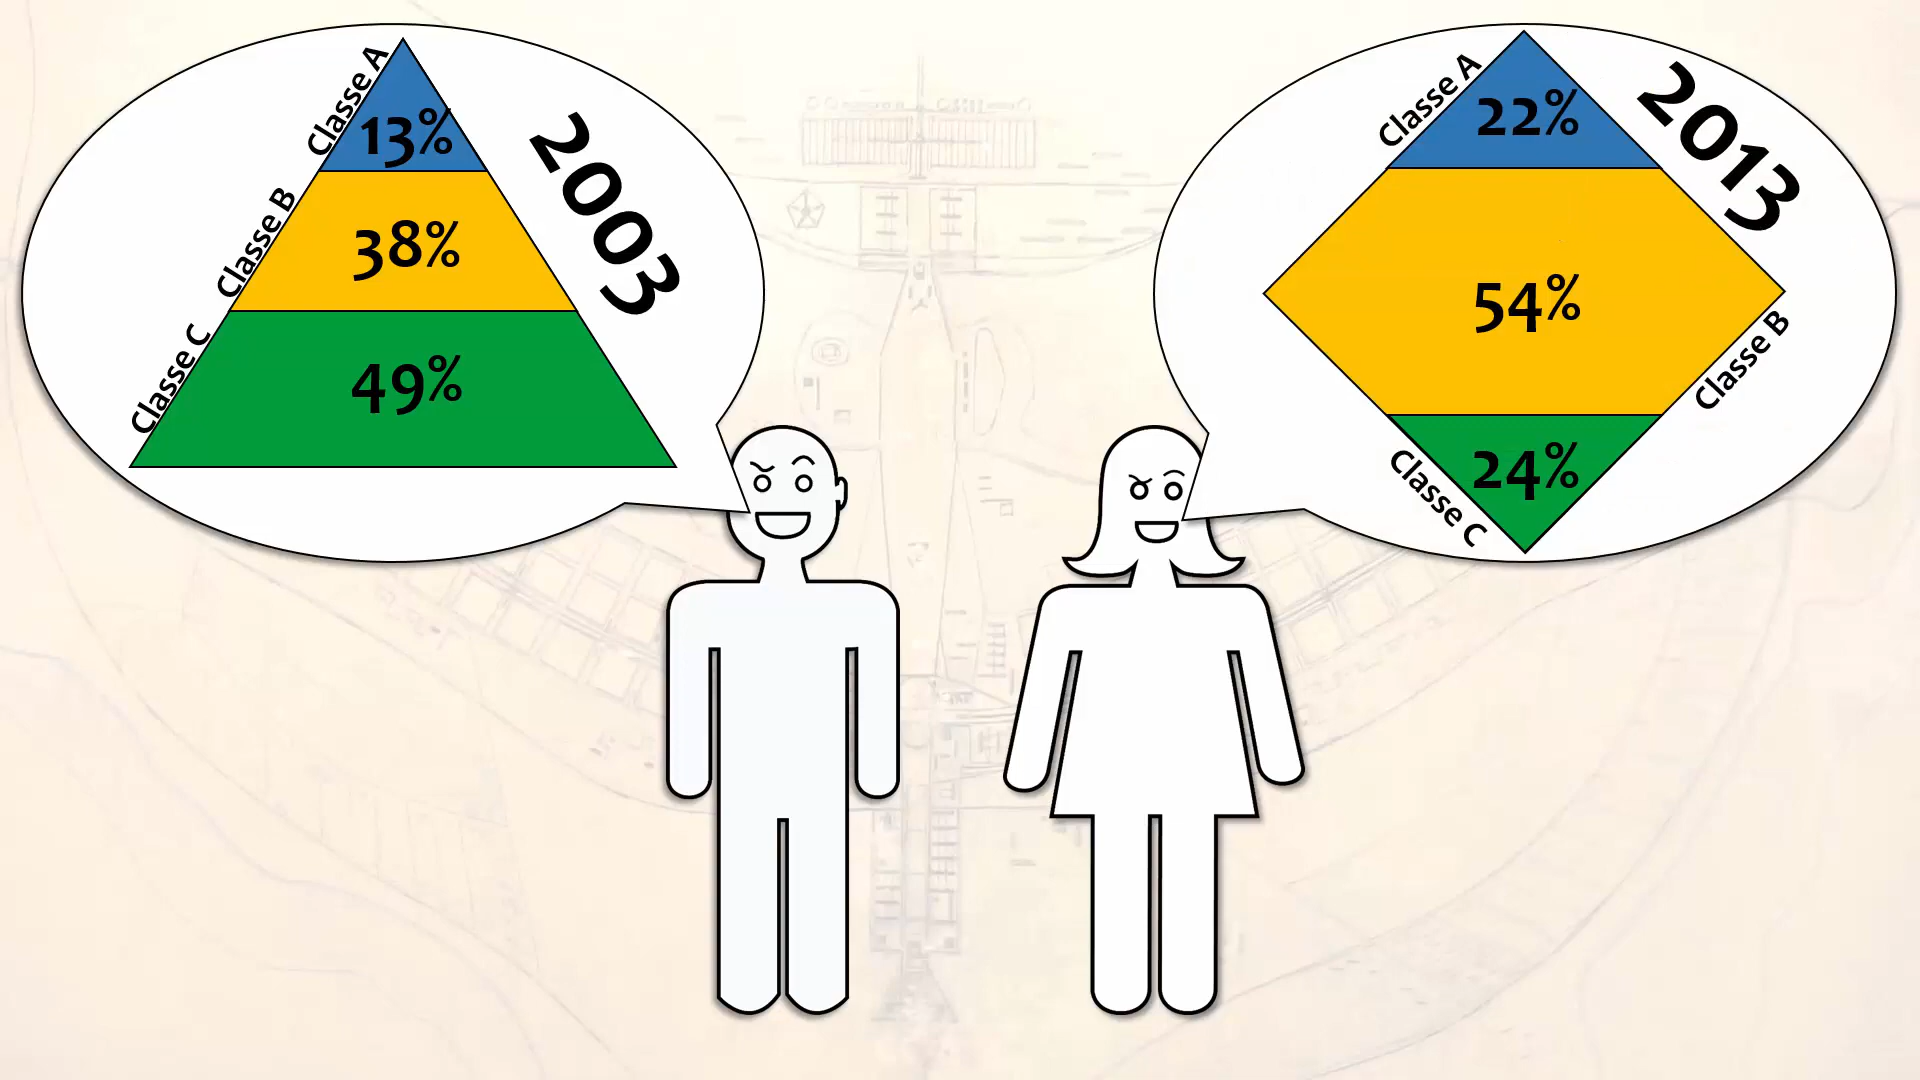 Classe A
13%
2003
Classe B
38%
Classe C
49%
Classe A
22%
2013
54%
Classe B
Classe C
24%